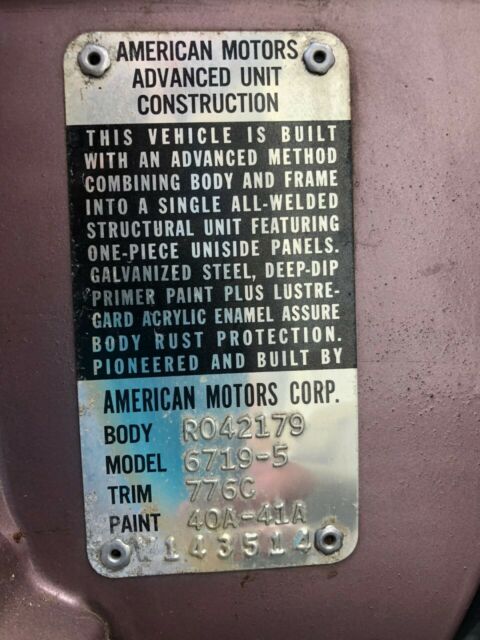 AMERICAN MOTORS
ADVANCED UNIT
CONSTRUCTION
THIS VEHICLE IS BUILT
WITH AN ADVANCED METHOD
COMBINING BODY AND FRAME
INTO A SINGLE ALL-WELDED
STRUCTURAL UNIT FEATURING
ONE-PIECE UNISIDE PANELS.
GALVANIZED STEEL, DEEP-DIP
PRIMER PAINT PLUS LUSTRE-
GARD ACRYLIC ENAMEL ASSURE
BODY RUST PROTECTION.
PIONEERED AND BUILT BY
AMERICAN MOTORS CORP.
BODY R042179
MODEL 6719-5
TRIM 776C
PAINT 40A-41A
W143514